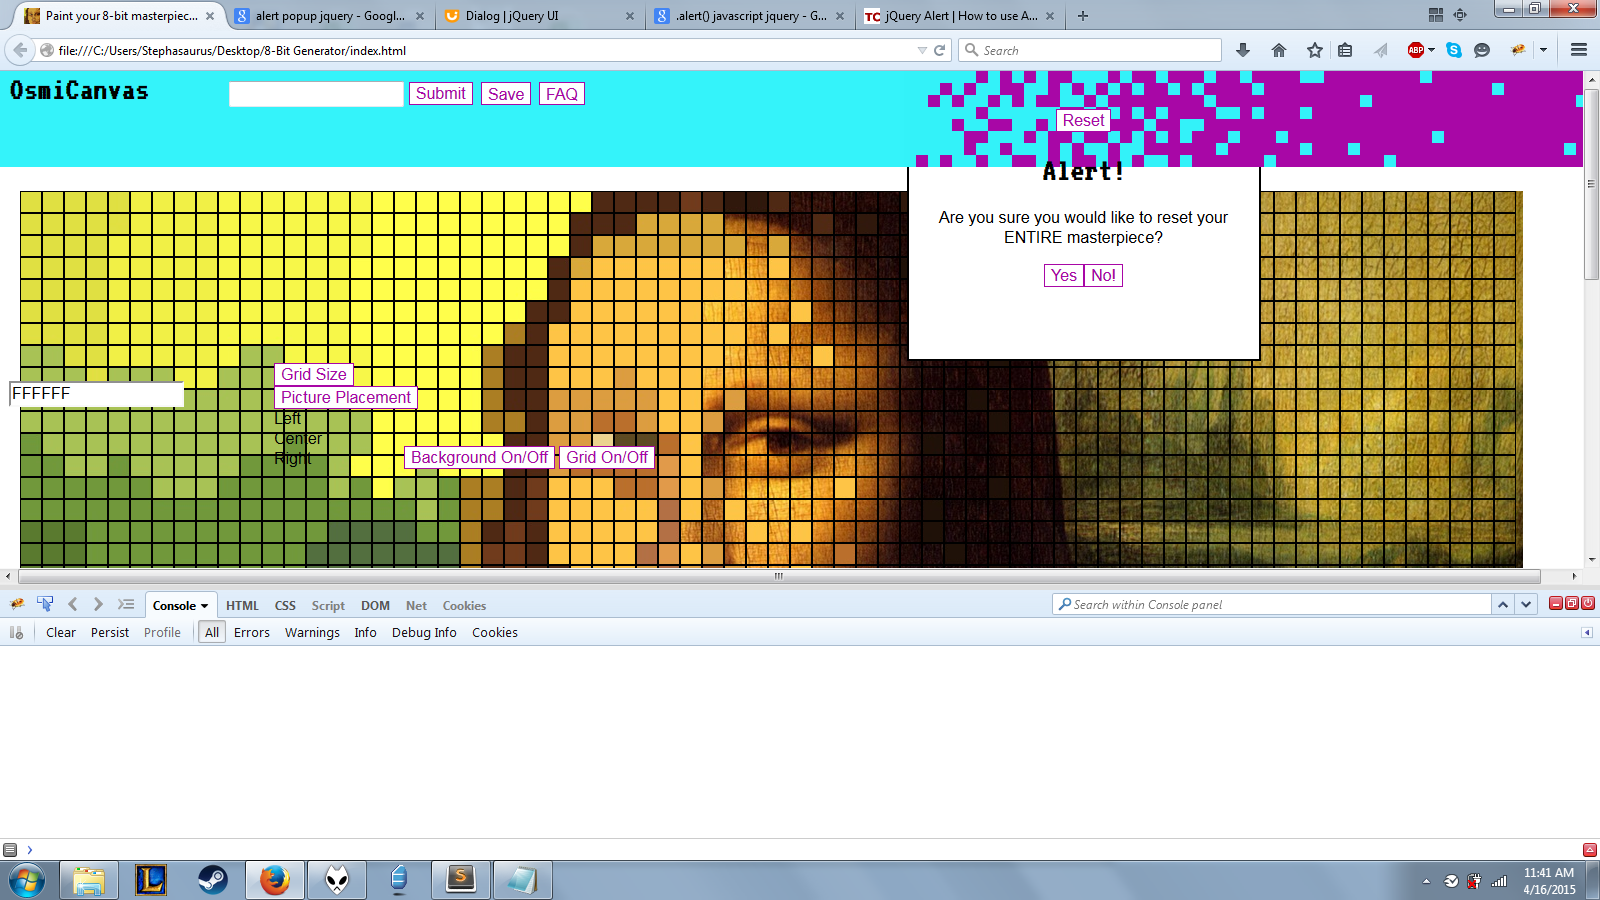 Paint your 8-bit masterpiec...
alert popup jquery - Googl...
Dialog | jQuery UI
.alert() javascript jquery - G...
TC jQuery Alert | How to use A...
file:///C:/Users/Stephasaurus/Desktop/8-Bit Generator/index.html
Search
ABP
OsmiCanvas
Submit
Save
FAQ
Reset
Alert!
Are you sure you would like to reset your
ENTIRE masterpiece?
Yes
No!
Grid Size
FFFFFF
Picture Placement
Left
Center
Right
Background On/Off
Grid On/Off
Console
HTML
CSS
Script
DOM
Net
Cookies
Search within Console panel
Clear
Persist
Profile
All
Errors
Warnings
Info
Debug Info
Cookies
11:41 AM
4/16/2015